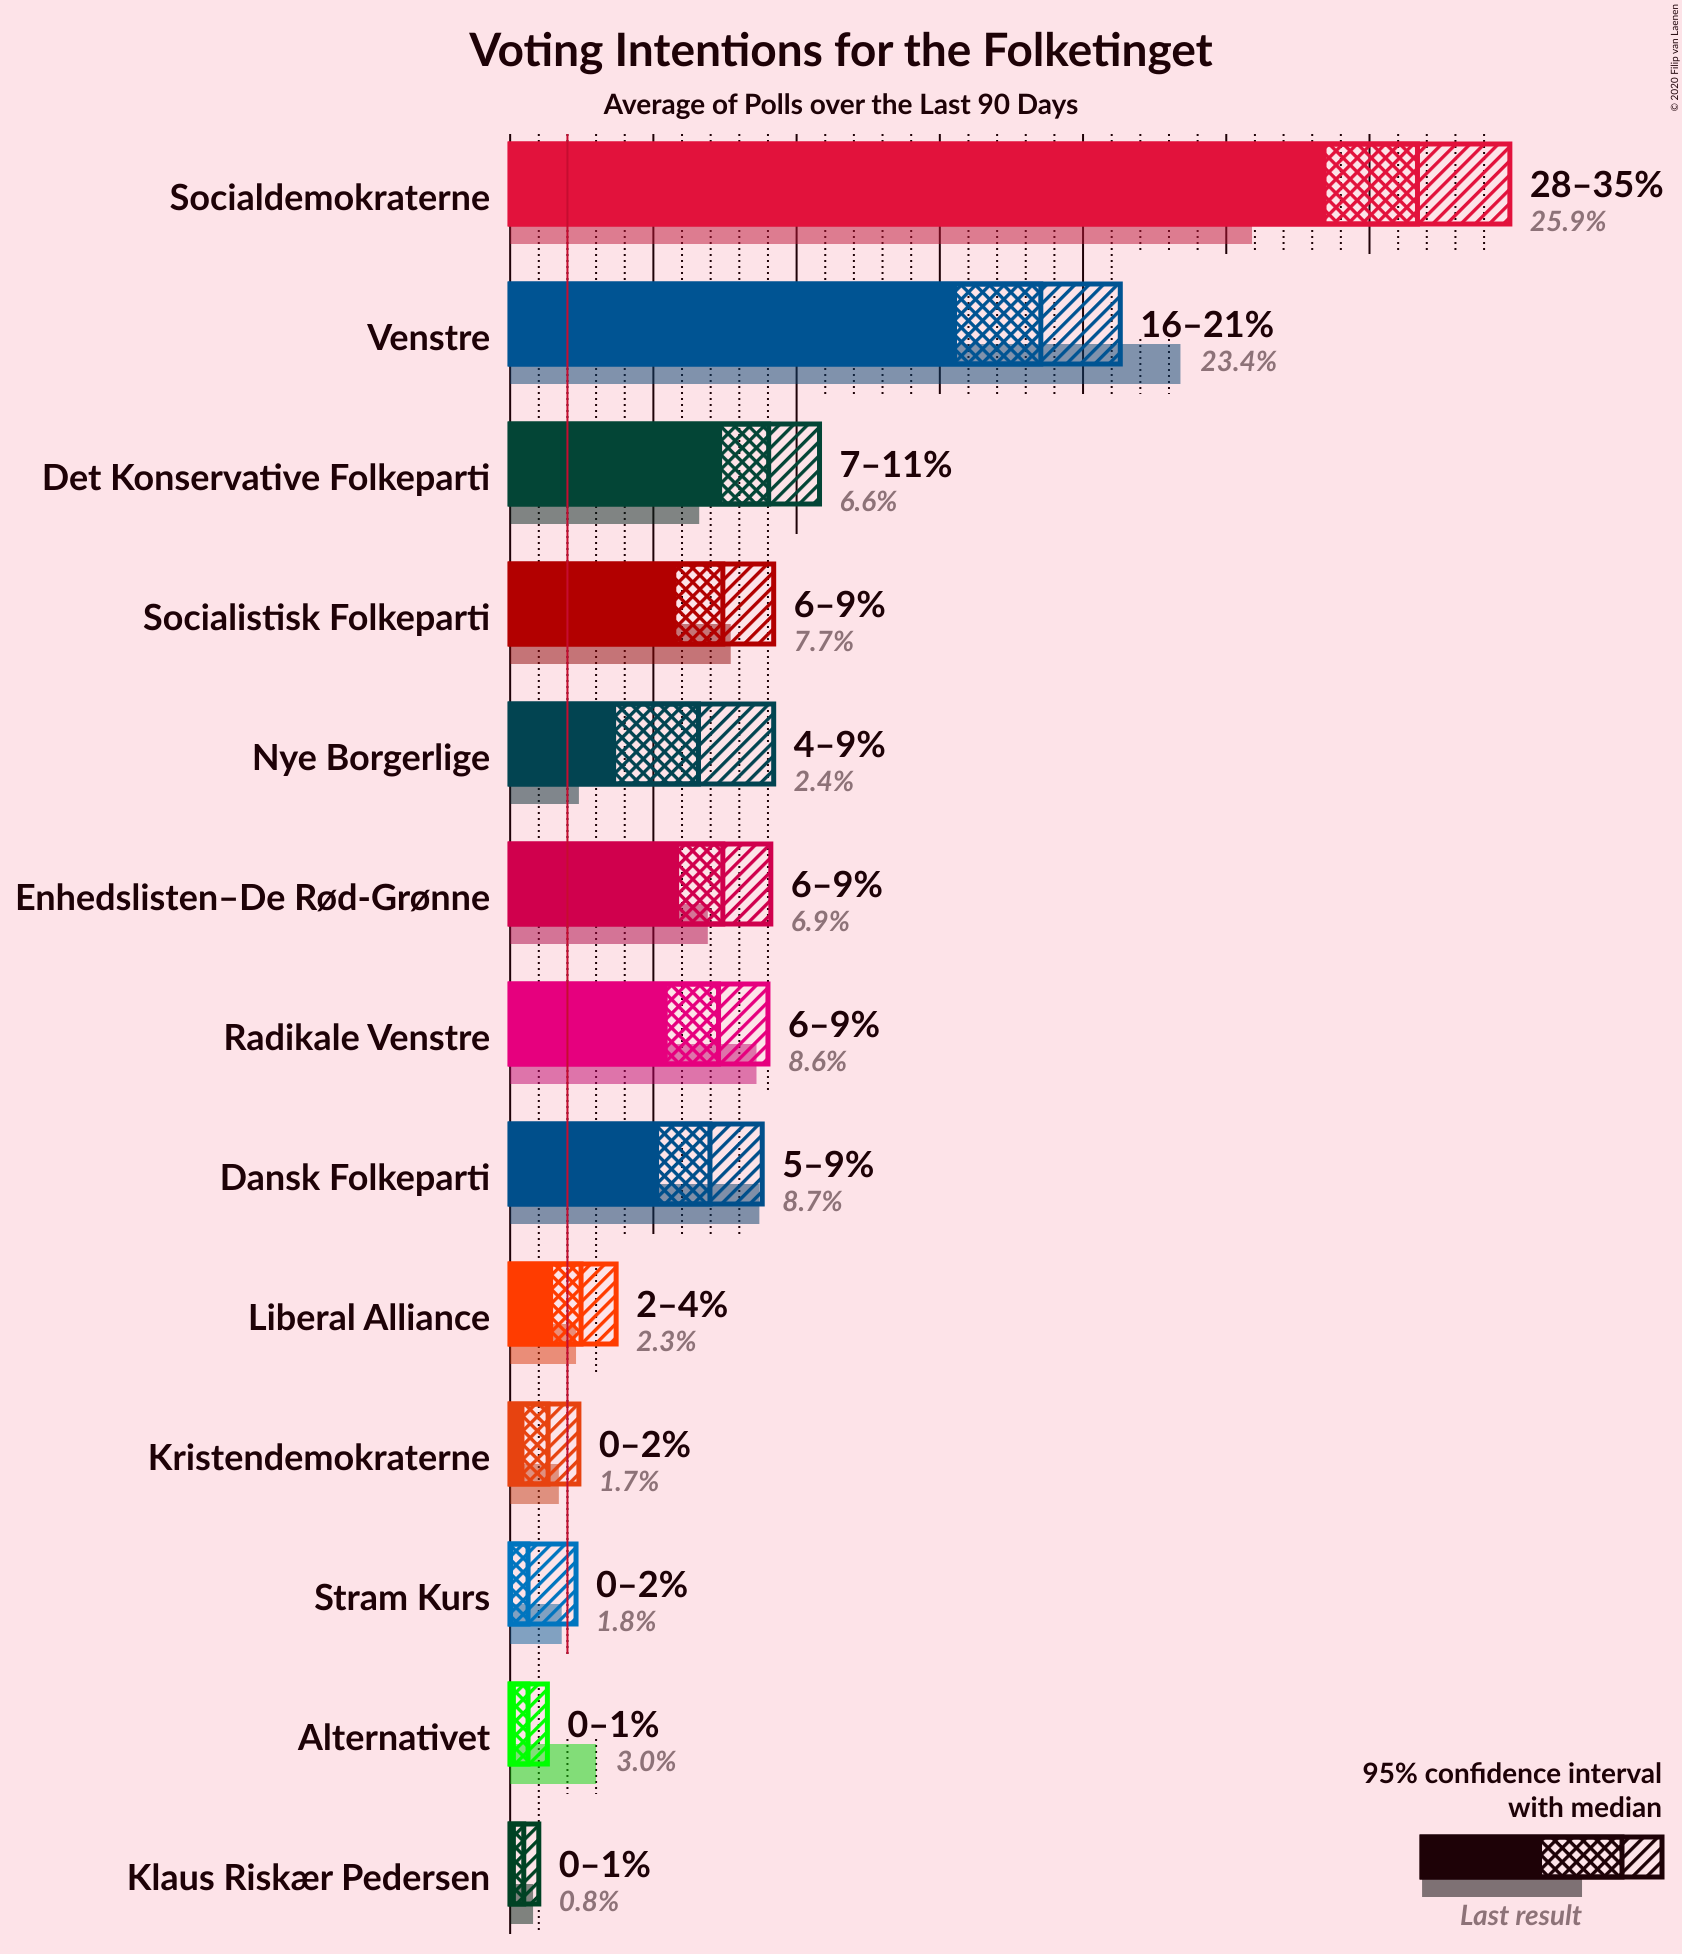 Voting Intentions for the Folketinget
Average of Polls over the Last 90 Days
© 2020 Filip van Laenen
Socialdemokraterne
28–35%
25.9%
Venstre
16–21%
23.4%
Det Konservative Folkeparti
7–11%
6.6%
Socialistisk Folkeparti
6–9%
7.7%
Nye Borgerlige
4–9%
2.4%
Enhedslisten–De Rød-Grønne
6–9%
6.9%
Radikale Venstre
6–9%
8.6%
Dansk Folkeparti
5–9%
8.7%
Liberal Alliance
2–4%
2.3%
Kristendemokraterne
0–2%
1.7%
Stram Kurs
0–2%
1.8%
Alternativet
0–1%
3.0%
Klaus Riskær Pedersen
0–1%
0.8%
95% confidence interval
with median
Last result